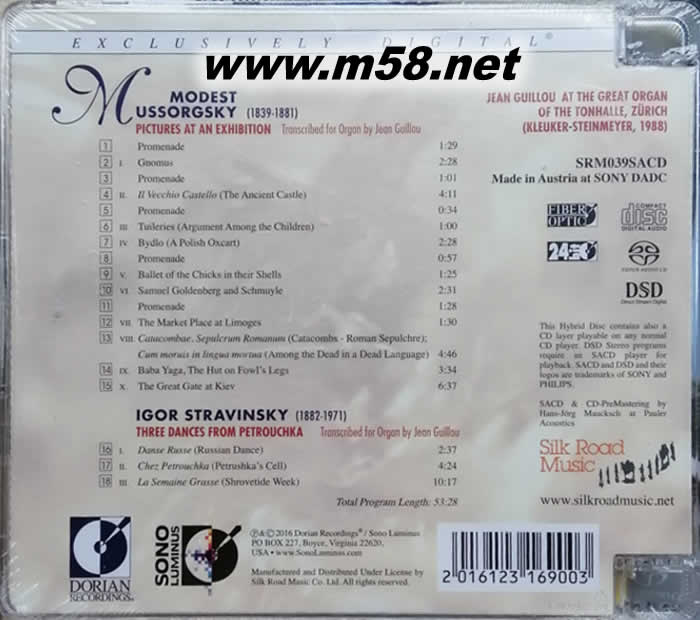 EXCLUSIVELY DIGITAL®
www.m58.net
MODEST
MUSSORGSKY (1839-1881)
PICTURES AT AN EXHIBITION Transcribed for Organ by Jean Guillou
1 Promenade 1:29
2 I. Gnomus 2:28
3 Promenade 1:01
4 II. Il Vecchio Castello (The Ancient Castle) 4:11
5 Promenade 0:34
6 III. Tuileries (Argument Among the Children) 1:00
7 IV. Bydlo (A Polish Oxcart) 2:28
8 Promenade 0:57
9 V. Ballet of the Chicks in their Shells 1:25
10 VI. Samuel Goldenberg and Schmuyle 2:31
11 Promenade 1:28
12 VII. The Market Place at Limoges 1:30
13 VIII. Catacombae, Sepulcrum Romanum (Catacombs - Roman Sepulchre);
Cum moruis in lingua mortua (Among the Dead in a Dead Language) 4:46
14 IX. Baba Yaga, The Hut on Fowl's Legs 3:34
15 X. The Great Gate at Kiev 6:37
IGOR STRAVINSKY (1882-1971)
THREE DANCES FROM PETROUCHKA Transcribed for Organ by Jean Guillou
16 I. Danse Russe (Russian Dance) 2:37
17 II. Chez Petrouchka (Petrushka's Cell) 4:24
18 III. La Semaine Grasse (Shrovetide Week) 10:17
Total Program Length: 53:28
JEAN GUILLOU AT THE GREAT ORGAN
OF THE TONHALLE, ZÜRICH
(KLEUKER-STEINMEYER, 1988)
SRM039SACD
Made in Austria at SONY DADC
FIBER
OPTIC
COMPACT
disc
DIGITAL AUDIO
24
SUPER AUDIO CD
DSD
Direct Stream Digital
This Hybrid Disc contains also a
CD layer playable on any normal
CD player. DSD Stereo programs
require an SACD player for
playback. SACD and DSD and their
logos are trademarks of SONY and
PHILIPS.
SACD & CD-PreMastering by
Hans-Jörg Maucksch at Pauler
Acoustics
Silk Road
Music
www.silkroadmusic.net
DORIAN
RECORDINGS®
SONO
LUMINUS
℗&© 2016 Dorian Recordings® / Sono Luminus
PO BOX 227, Boyce, Virginia 22620,
USA • www.SonoLuminus.com
Manufactured and Distributed Under License of
Silk Road Music Co. Ltd. All rights reserved.
2 016123 169003